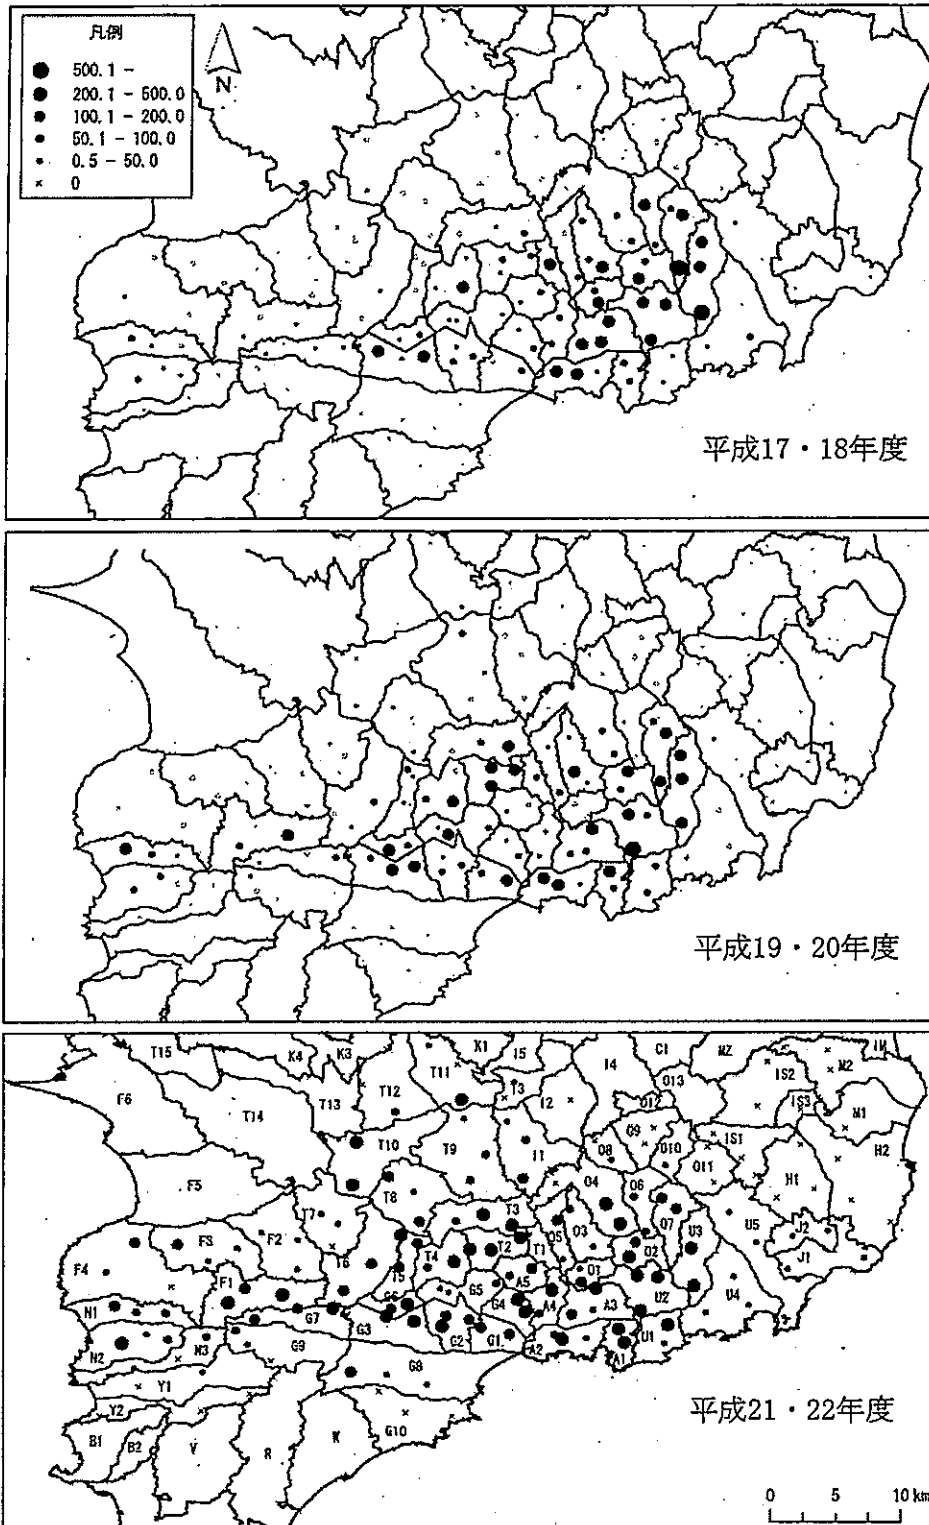 凡例
500.1 -
200.1 - 500.0
100.1 - 200.0
50.1 - 100.0
0.5 - 50.0
0
N
平成17・18年度
平成19・20年度
T15 K4 K3 K1 I5 I4 C1 MZ IM
F6 T14 T13 T12 T11 I3 I2 O13 IS2 M2
O12 IS3 M1
T10 T9 I1 O8 O9 O10 IS1 O11 H1 H2
F5 T8 O4 O6
T7 T3 O5 O3 O7 U3 U5 J2
F4 F3 F2 T6 T5 T4 T2 T1 O2 J1
F1 G6 G5 A5 O1 U2 U4
N1 G7 G3 G4 A4 A3
N2 N3 G9 G2 G1 A2 A1 U1
Y1 G8
Y2 G10
B1 B2 V R K
平成21・22年度
0 5 10 km